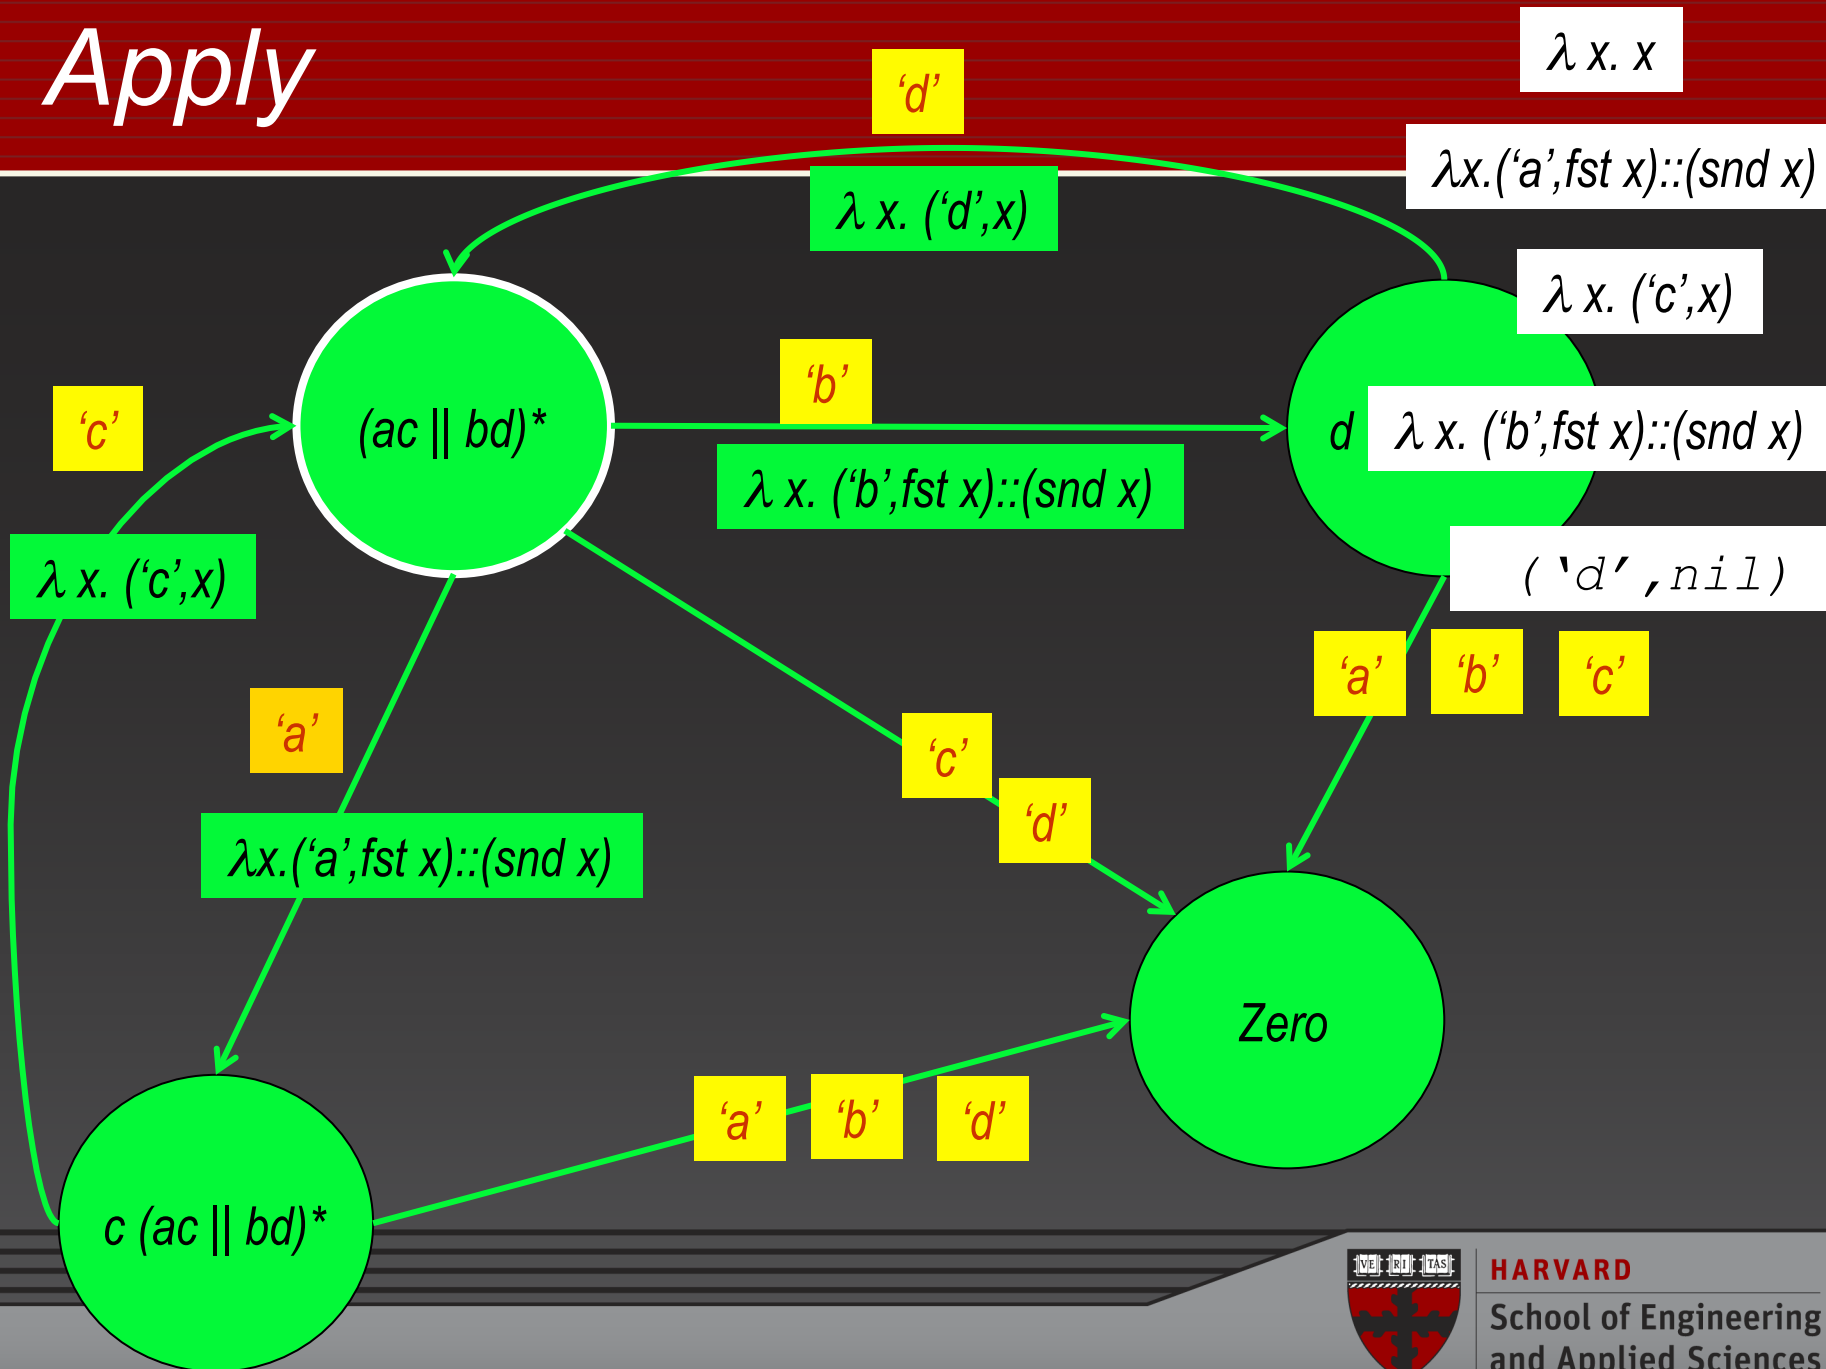 Apply
λ x. x
‘d’
λx.(‘a’,fst x)::(snd x)
λ x. (‘d’,x)
λ x. (‘c’,x)
‘b’
‘c’
(ac || bd)*
d
λ x. (‘b’,fst x)::(snd x)
λ x. (‘b’,fst x)::(snd x)
λ x. (‘c’,x)
(‘d’,nil)
‘a’ ‘b’ ‘c’
‘a’
‘c’
‘d’
λx.(‘a’,fst x)::(snd x)
Zero
‘a’ ‘b’ ‘d’
c (ac || bd)*
VE RI TAS
HARVARD
School of Engineering
and Applied Sciences